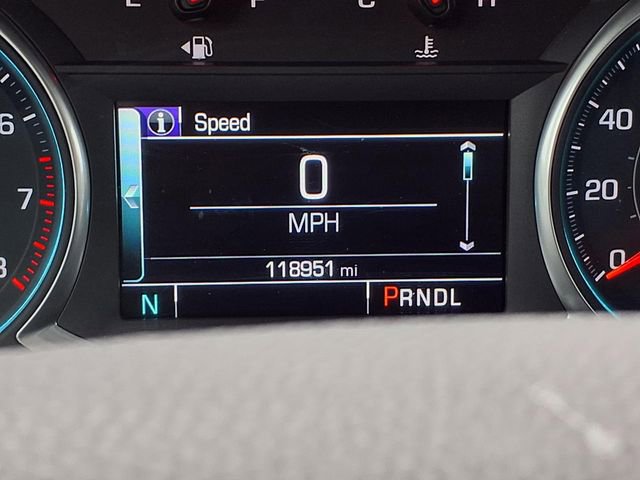 E F C H
Speed
0
MPH
118951 mi
N PRNDL
6
7
8
40
20
0